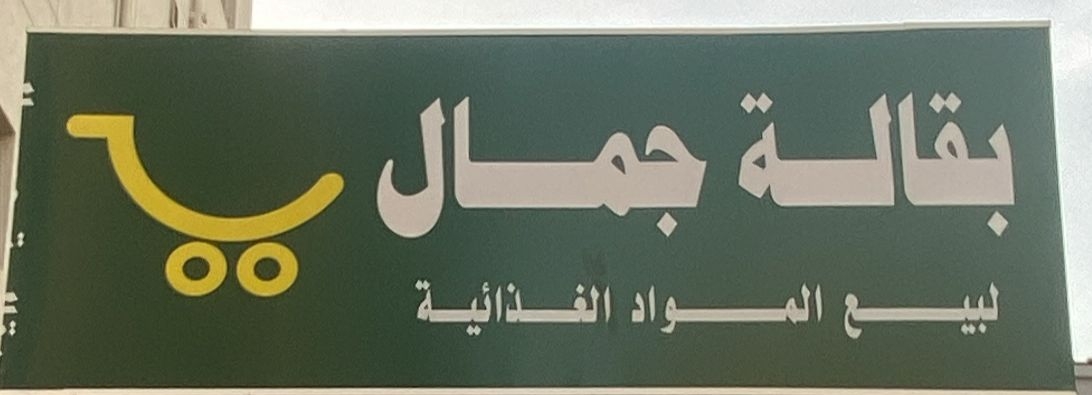 بقالة جمال
لبيع المواد الغذائية